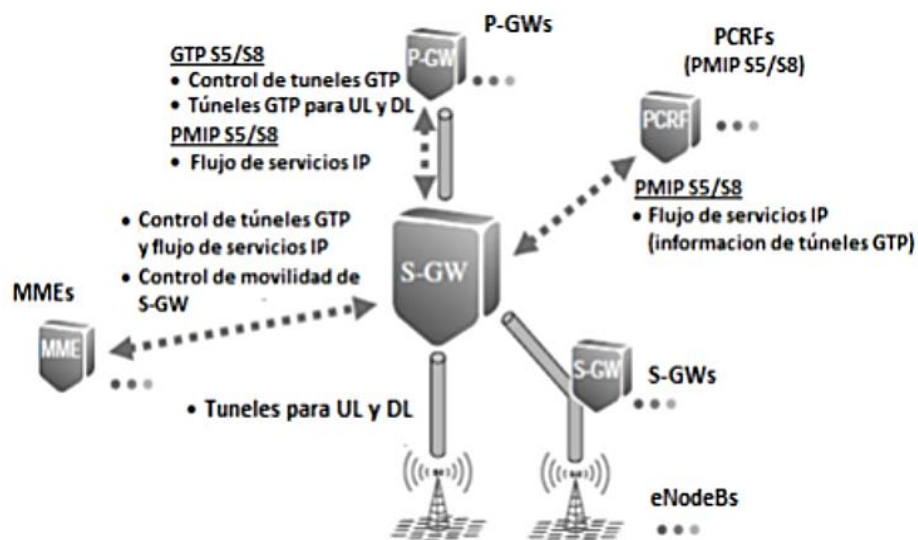 P-GWs
GTP S5/S8
• Control de tuneles GTP
• Túneles GTP para UL y DL
PMIP S5/S8
• Flujo de servicios IP
P-GW
PCRFs
(PMIP S5/S8)
PCRF
PMIP S5/S8
• Flujo de servicios IP
(informacion de túneles GTP)
• Control de túneles GTP
y flujo de servicios IP
• Control de movilidad de
S-GW
S-GW
MMEs
MME
S-GW
S-GWs
• Tuneles para UL y DL
eNodeBs